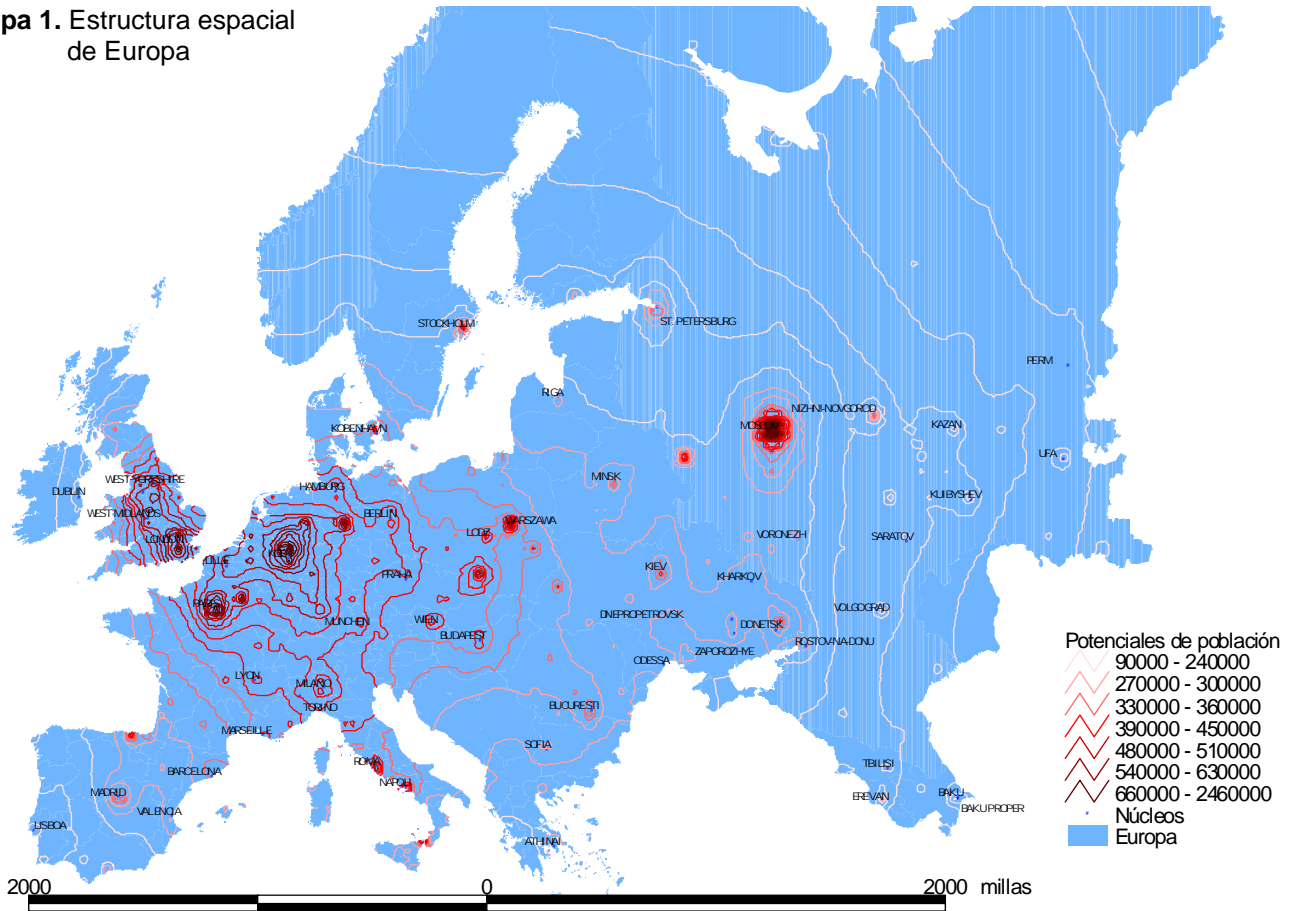 pa 1. Estructura espacial
de Europa
STOCKHOLM
ST. PETERSBURG
PERM
RIGA
NIZHNI-NOVGOROD
MOSCOW
KAZAN
KOBENHAVN
UFA
WEST-YORKSHIRE
DUBLIN
HAMBURG
MINSK
KUIBYSHEV
WEST-MIDLANDS
BERLIN
WARSZAWA
LODZ
LONDON
VORONEZH
SARATOV
LILLE
KIEV
PRAHA
KHARKOV
PARIS
DNEPROPETROVSK
VOLGOGRAD
MUNCHEN
WIEN
DONETSK
BUDAPEST
ROSTOV-NA-DONU
ZAPOROZHYE
ODESSA
LYON
MILANO
TORINO
BUCURESTI
MARSEILLE
SOFIA
ROMA
BARCELONA
NAPOLI
TBILISI
MADRID
EREVAN
BAKU
BAKU PROPER
VALENCIA
LISBOA
ATHINAI
Potenciales de población
90000 - 240000
270000 - 300000
330000 - 360000
390000 - 450000
480000 - 510000
540000 - 630000
660000 - 2460000
Núcleos
Europa
2000 0 2000 millas